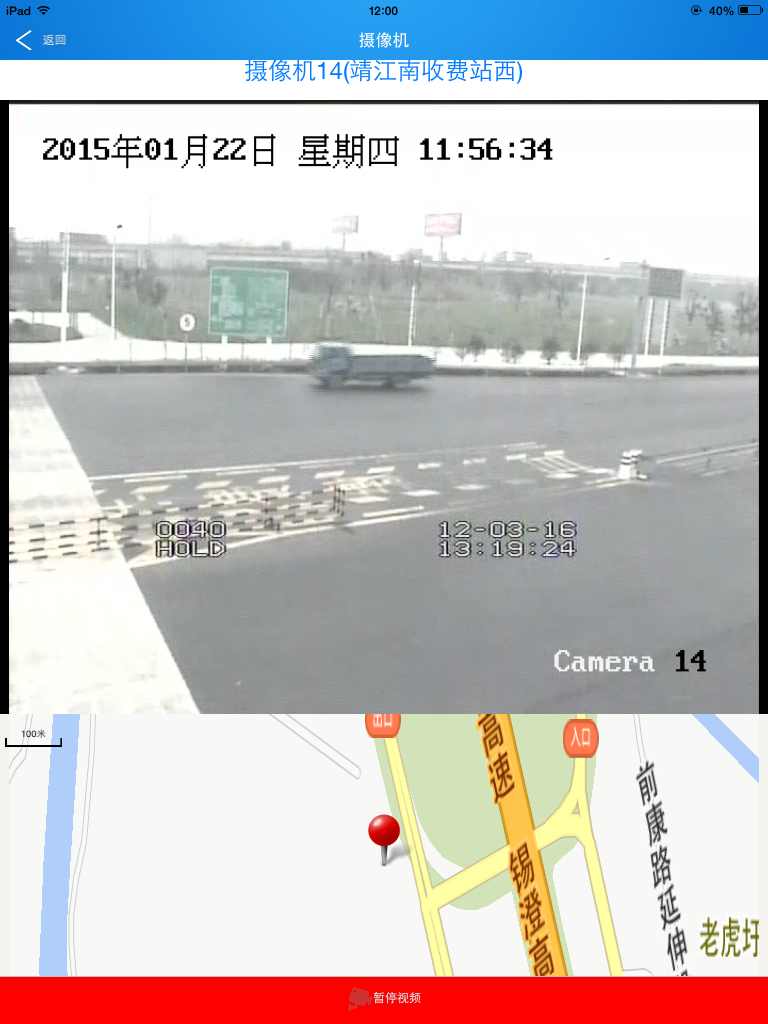 iPad 12:00 40%
返回 摄像机
摄像机14(靖江南收费站西)
2015年01月22日 星期四 11:56:34
0040 12-03-16
HOLD 13:19:24
Camera 14
100米
出口
入口
高速
锡澄高
前康路延伸
老虎圩
暂停视频